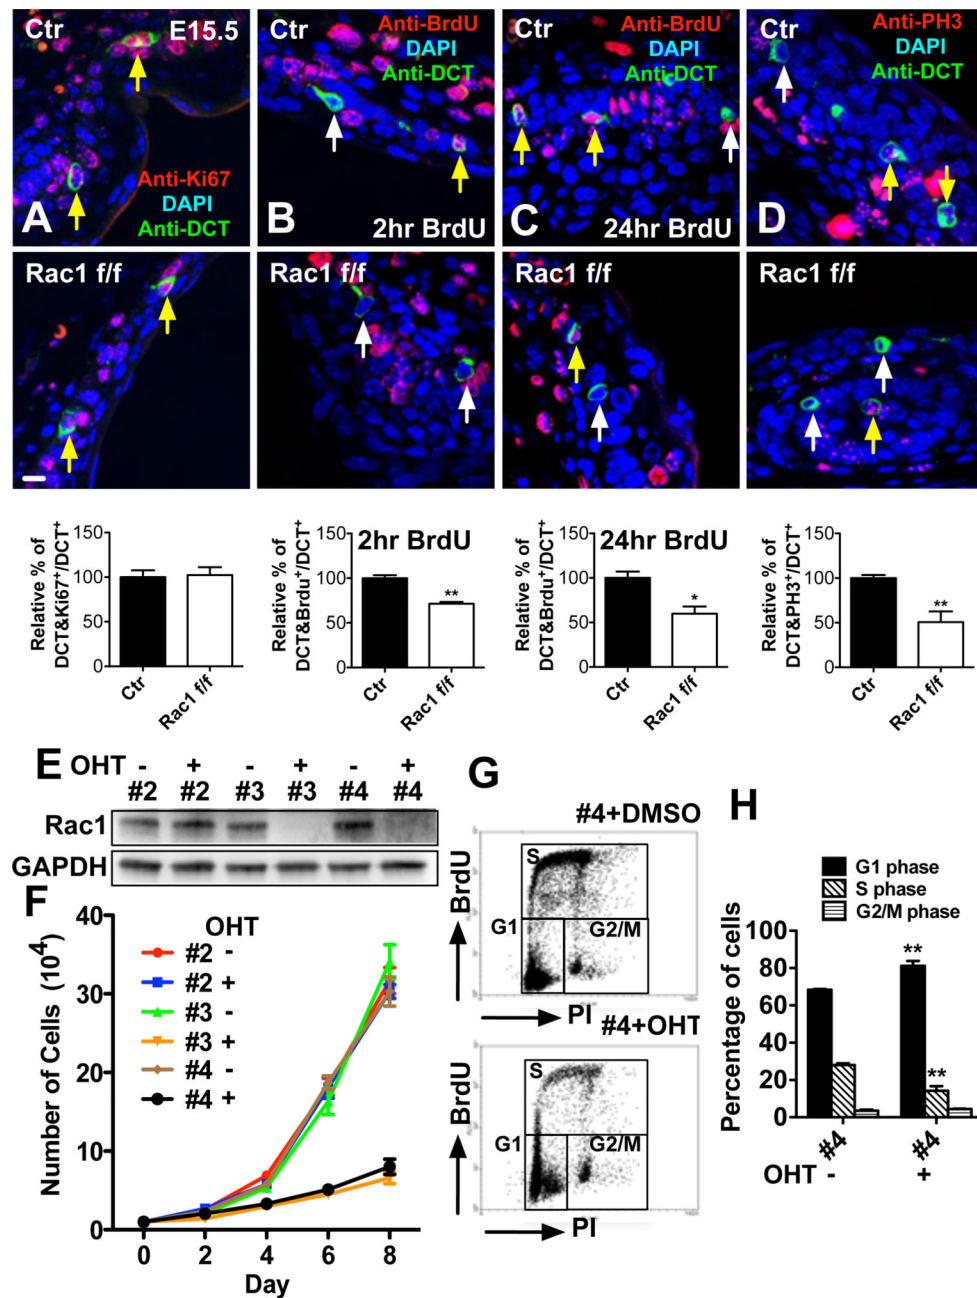 Ctr
E15.5
Anti-Ki67
DAPI
Anti-DCT
A
Ctr
Anti-BrdU
DAPI
Anti-DCT
B
2hr BrdU
Ctr
Anti-BrdU
DAPI
Anti-DCT
C
24hr BrdU
Ctr
Anti-PH3
DAPI
Anti-DCT
D
Rac1 f/f
Rac1 f/f
Rac1 f/f
Rac1 f/f
Relative % of
DCT&Ki67+/DCT+
150
100
50
0
Ctr
Rac1 f/f
2hr BrdU
Relative % of
DCT&Brdu+/DCT+
150
100
50
0
**
Ctr
Rac1 f/f
24hr BrdU
Relative % of
DCT&Brdu+/DCT+
150
100
50
0
*
Ctr
Rac1 f/f
Relative % of
DCT&PH3+/DCT+
150
100
50
0
**
Ctr
Rac1 f/f
E
OHT - + - + - +
#2 #2 #3 #3 #4 #4
Rac1
GAPDH
F
Number of Cells (10⁴)
40
30
20
10
0
OHT
#2 -
#2 +
#3 -
#3 +
#4 -
#4 +
0 2 4 6 8
Day
G
#4+DMSO
BrdU
S
G1
G2/M
PI
#4+OHT
BrdU
S
G1
G2/M
PI
H
G1 phase
S phase
G2/M phase
Percentage of cells
100
80
60
40
20
0
**
**
#4 #4
OHT - +